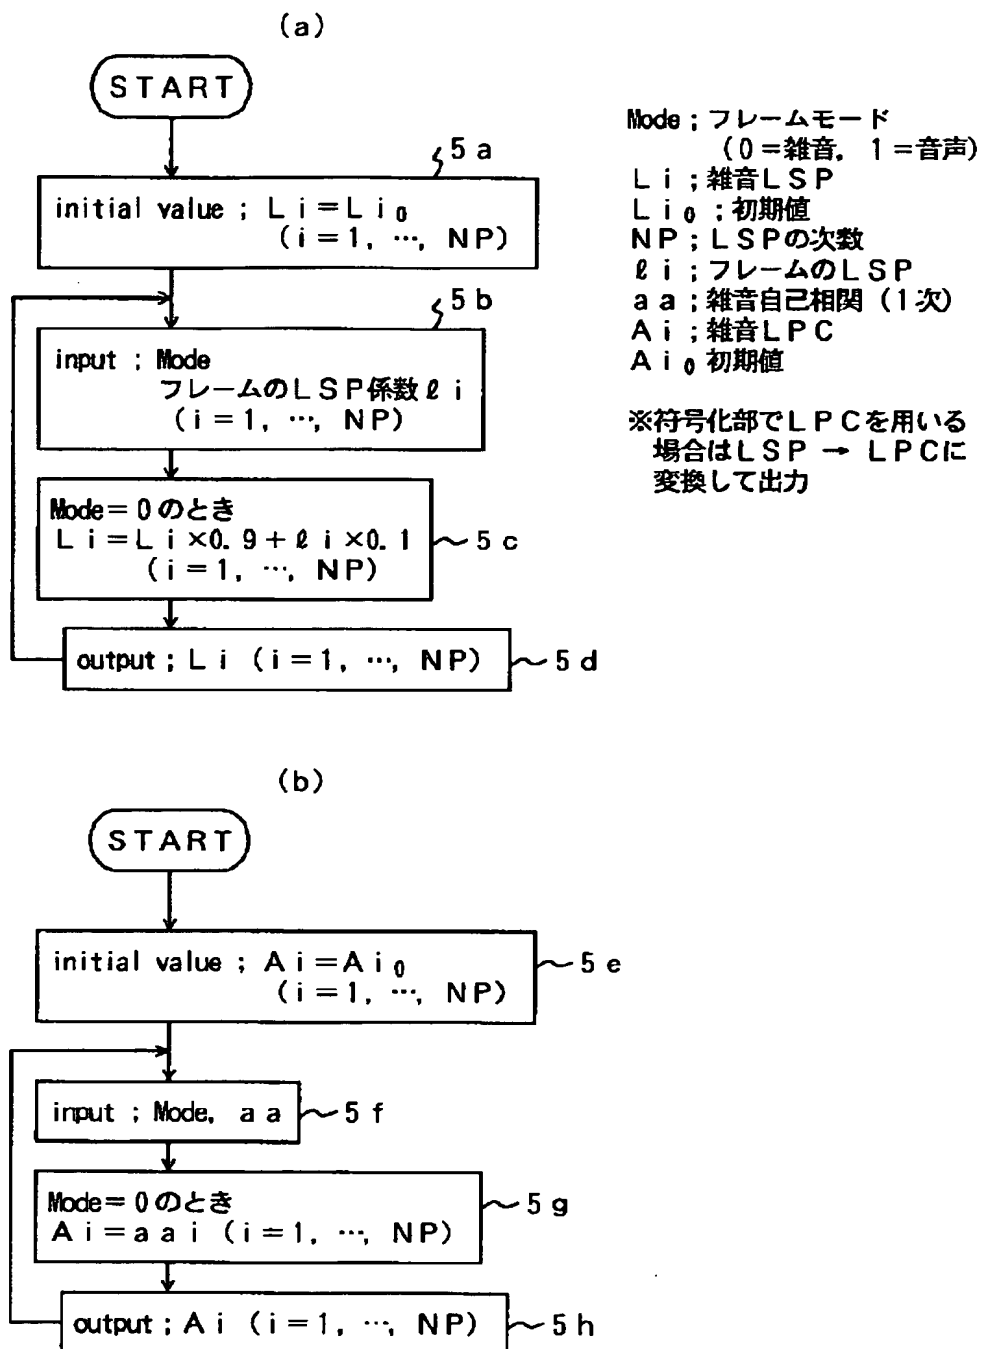 (a)
START
5a
initial value ; Li=Li₀
(i=1, …, NP)
5b
input ; Mode
フレームのLSP係数ℓi
(i=1, …, NP)
Mode=0のとき
Li=Li×0.9+ℓi×0.1
(i=1, …, NP)
5c
output ; Li (i=1, …, NP)
5d
Mode ; フレームモード
(0=雑音, 1=音声)
Li ; 雑音LSP
Li₀ ; 初期値
NP ; LSPの次数
ℓi ; フレームのLSP
aa ; 雑音自己相関 (1次)
Ai ; 雑音LPC
Ai₀ 初期値
※符号化部でLPCを用いる
場合はLSP → LPCに
変換して出力
(b)
START
initial value ; Ai=Ai₀
(i=1, …, NP)
5e
input ; Mode, aa
5f
Mode=0のとき
Ai=aai (i=1, …, NP)
5g
output ; Ai (i=1, …, NP)
5h